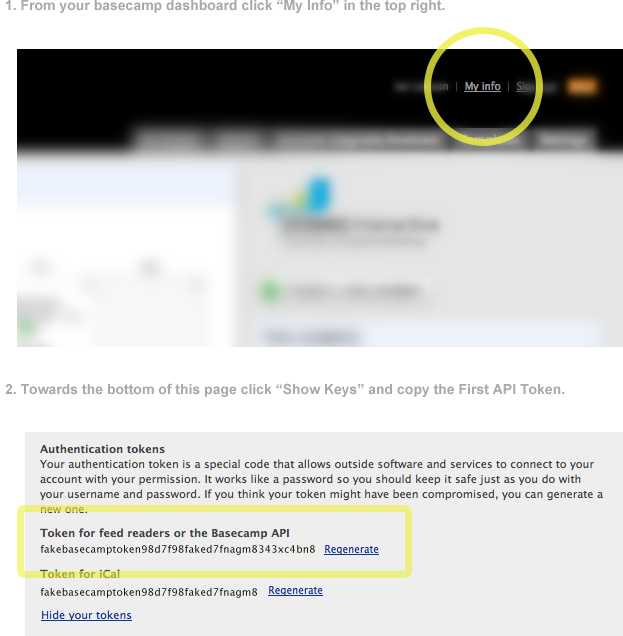 1. From your basecamp dashboard click “My Info” in the top right.
My info
2. Towards the bottom of this page click “Show Keys” and copy the First API Token.
Authentication tokens
Your authentication token is a special code that allows outside software and services to connect to your
account with your permission. It works like a password so you should keep it safe just as you do with
your username and password. If you think your token might have been compromised, you can generate a
new one.
Token for feed readers or the Basecamp API
fakebasecamptoken98d7f98faked7fnagm8343xc4bn8 Regenerate
Token for iCal
fakebasecamptoken98d7f98faked7fnagm8 Regenerate
Hide your tokens